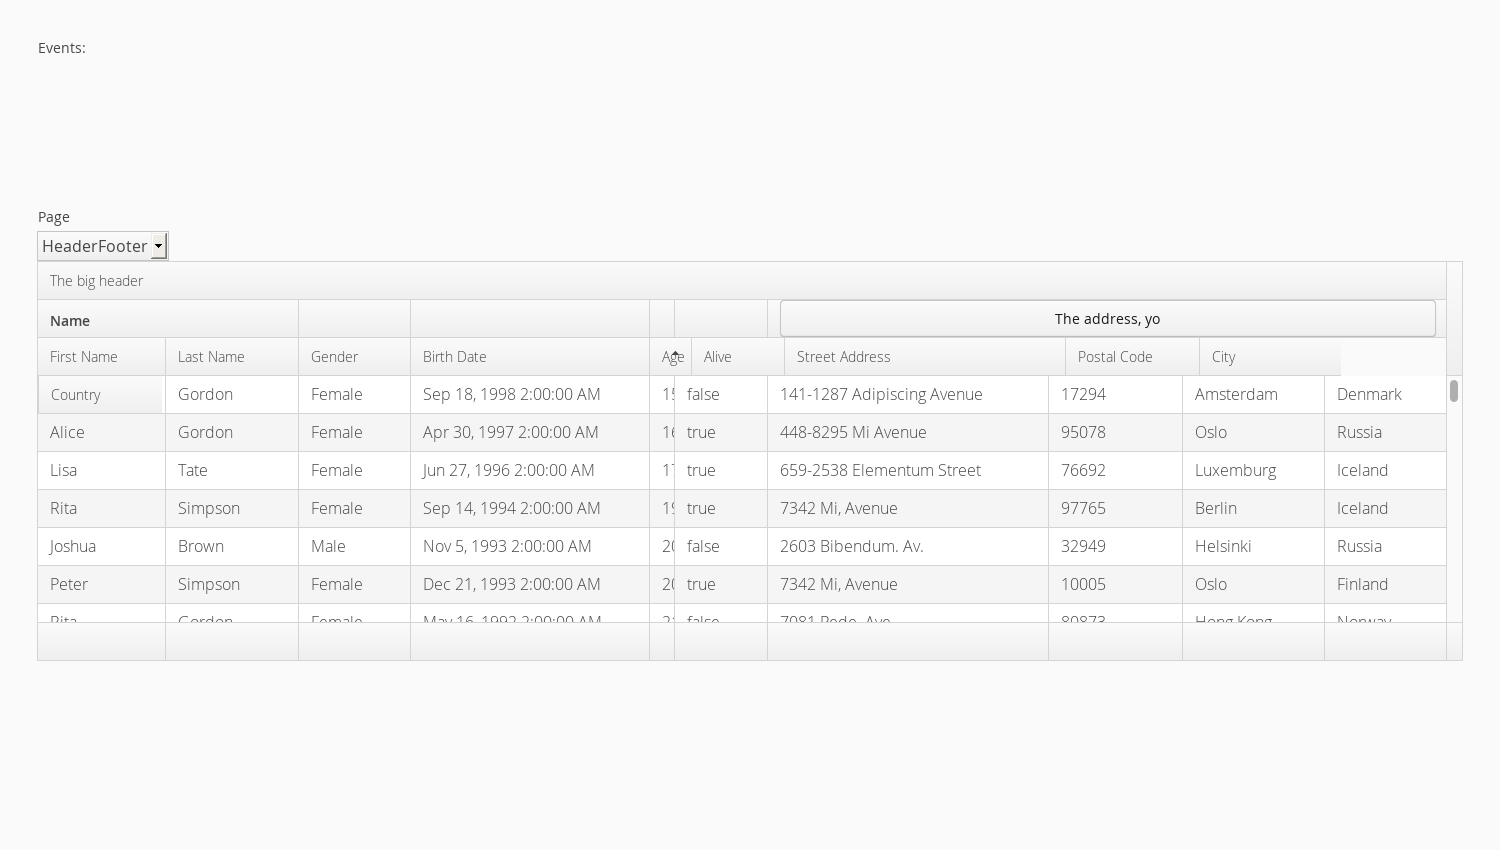 Events:
Page
HeaderFooter
The big header
Name The address, yo
First Name Last Name Gender Birth Date Age Alive Street Address Postal Code City
Country Gordon Female Sep 18, 1998 2:00:00 AM 15 false 141-1287 Adipiscing Avenue 17294 Amsterdam Denmark
Alice Gordon Female Apr 30, 1997 2:00:00 AM 16 true 448-8295 Mi Avenue 95078 Oslo Russia
Lisa Tate Female Jun 27, 1996 2:00:00 AM 17 true 659-2538 Elementum Street 76692 Luxemburg Iceland
Rita Simpson Female Sep 14, 1994 2:00:00 AM 19 true 7342 Mi, Avenue 97765 Berlin Iceland
Joshua Brown Male Nov 5, 1993 2:00:00 AM 20 false 2603 Bibendum. Av. 32949 Helsinki Russia
Peter Simpson Female Dec 21, 1993 2:00:00 AM 20 true 7342 Mi, Avenue 10005 Oslo Finland
Rita Gordon Female May 16, 1992 2:00:00 AM 21 false 7081 Pede. Ave 80873 Hong Kong Norway